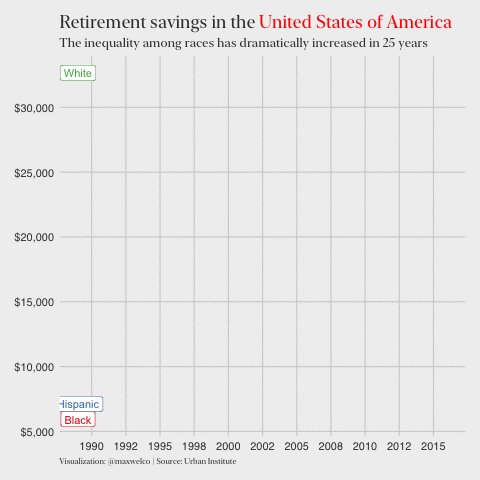 Retirement savings in the United States of America
The inequality among races has dramatically increased in 25 years
White
$30,000
$25,000
$20,000
$15,000
$10,000
Hispanic
Black
$5,000
1990 1992 1995 1998 2000 2002 2005 2008 2010 2012 2015
Visualization: @maxwelco | Source: Urban Institute